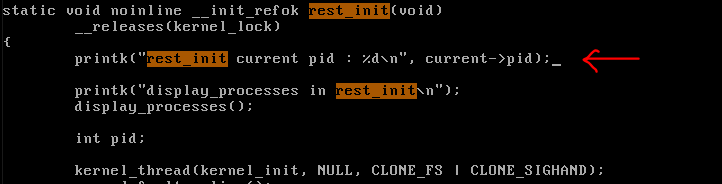 static void noinline __init_refok rest_init(void)
__releases(kernel_lock)
{
printk("rest_init current pid : %d\n", current->pid);_
printk("display_processes in rest_init\n");
display_processes();
int pid;
kernel_thread(kernel_init, NULL, CLONE_FS | CLONE_SIGHAND);